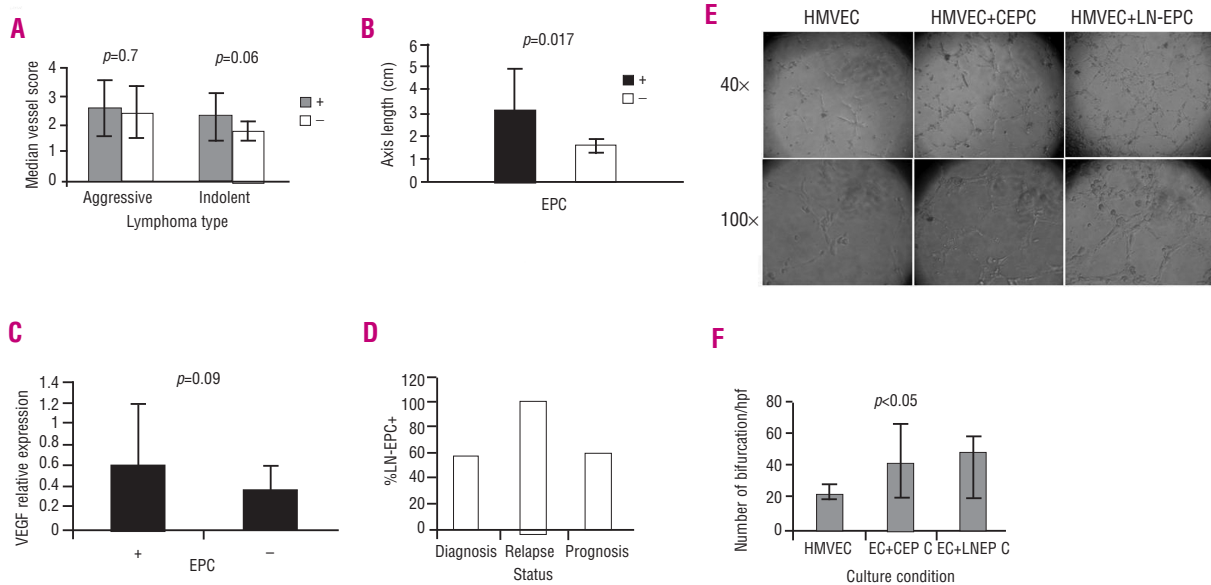 A
p=0.7
p=0.06
Median vessel score
4
3
2
1
0
Aggressive
Indolent
Lymphoma type
+
–
B
p=0.017
Axis length (cm)
6
5
4
3
2
1
0
EPC
+
–
E
HMVEC
HMVEC+CEPC
HMVEC+LN-EPC
40×
100×
C
p=0.09
VEGF relative expression
1.4
1.2
1
0.8
0.6
0.4
0.2
0
+
–
EPC
D
%LN-EPC+
120
100
80
60
40
20
0
Diagnosis
Relapse
Prognosis
Status
F
p<0.05
Number of bifurcation/hpf
80
60
40
20
0
HMVEC
EC+CEP C
EC+LNEP C
Culture condition